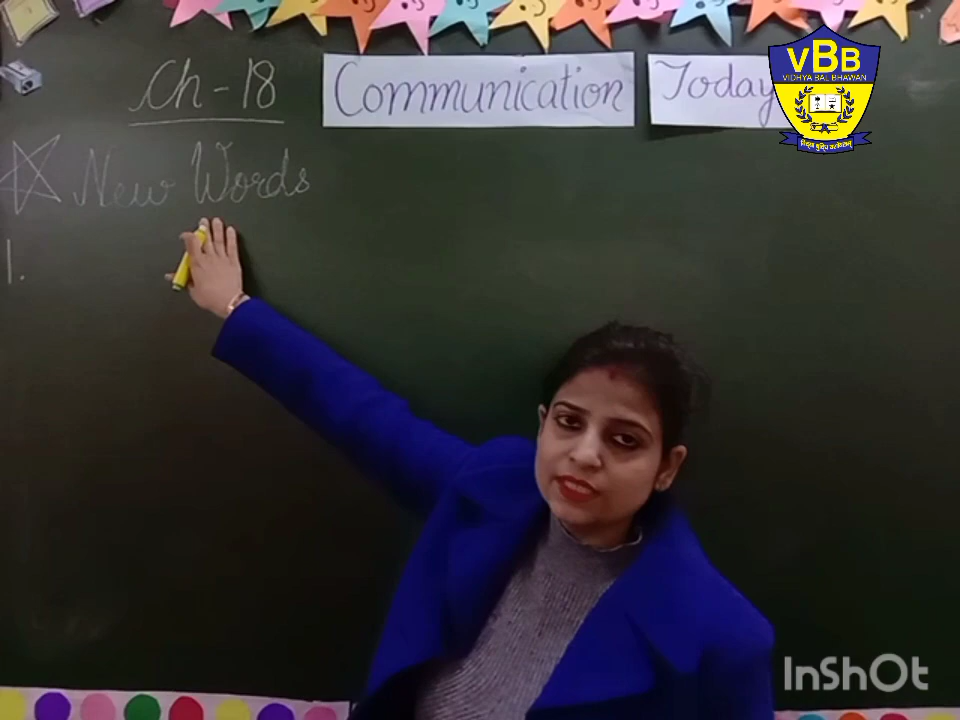 Ch - 18
Communication Today
VBB
VIDHYA BAL BHAWAN
New Words
1.
InShOt